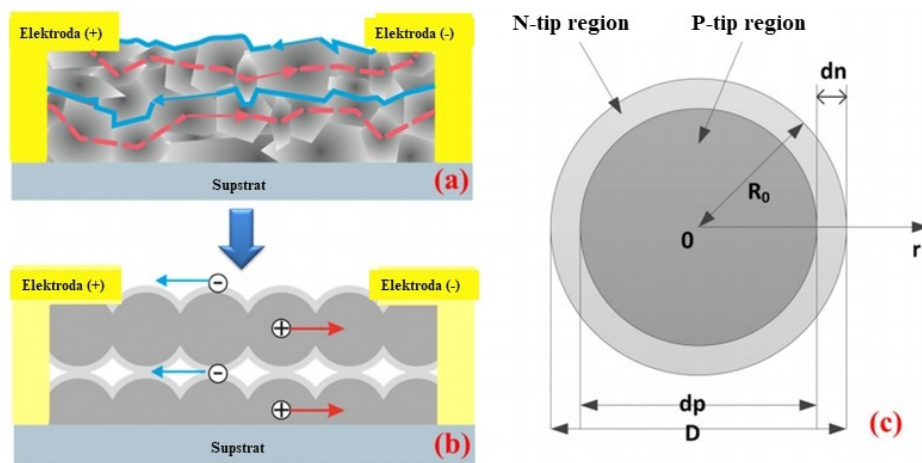 Elektroda (+)
Elektroda (-)
Supstrat
(a)
Elektroda (+)
Elektroda (-)
Supstrat
(b)
N-tip region
P-tip region
dn
R₀
0
r
dp
D
(c)